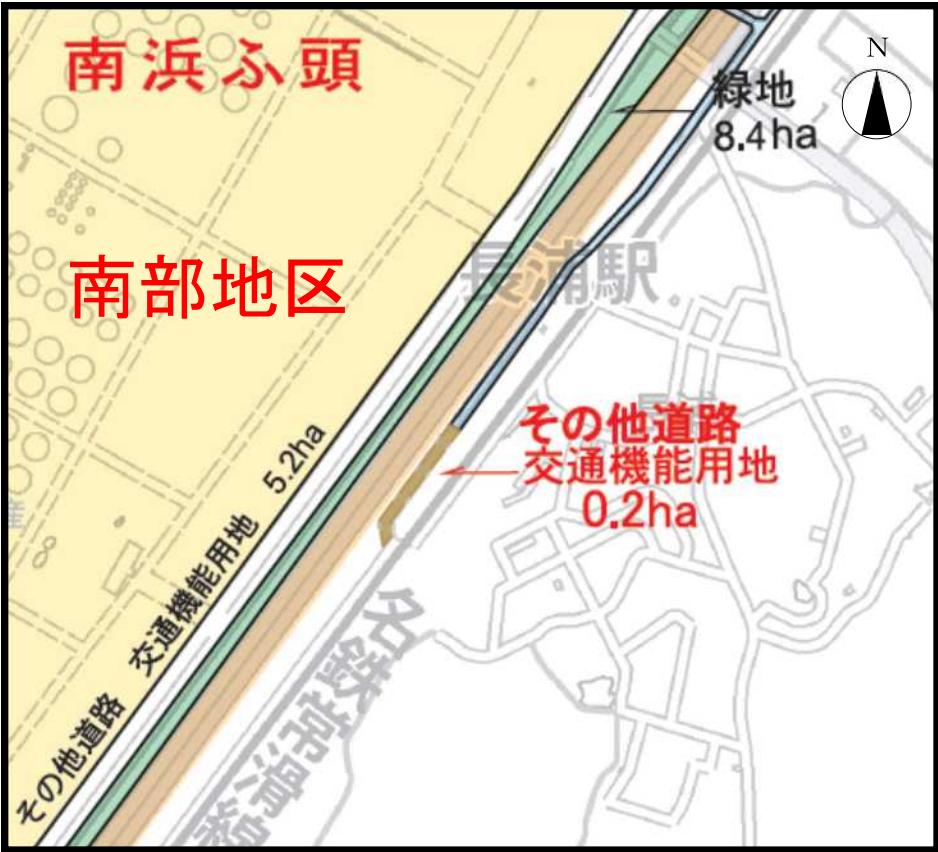 南浜ふ頭
N
緑地
8.4ha
長浦駅
南部地区
その他道路
交通機能用地
0.2ha
その他道路 交通機能用地 5.2ha
名鉄常滑線